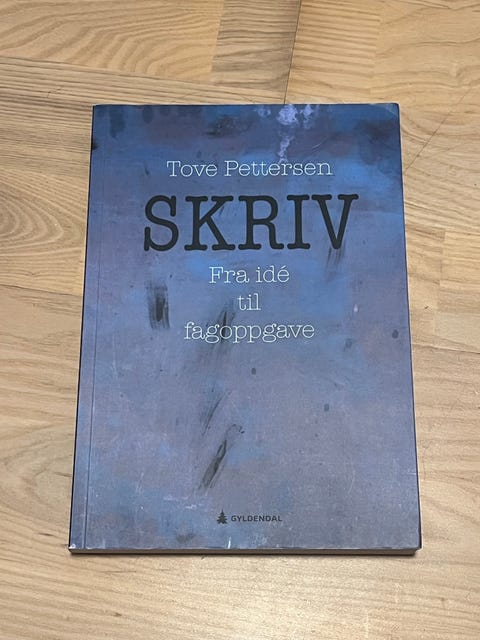 Tove Pettersen
SKRIV
Fra idé
til
fagoppgave
GYLDENDAL